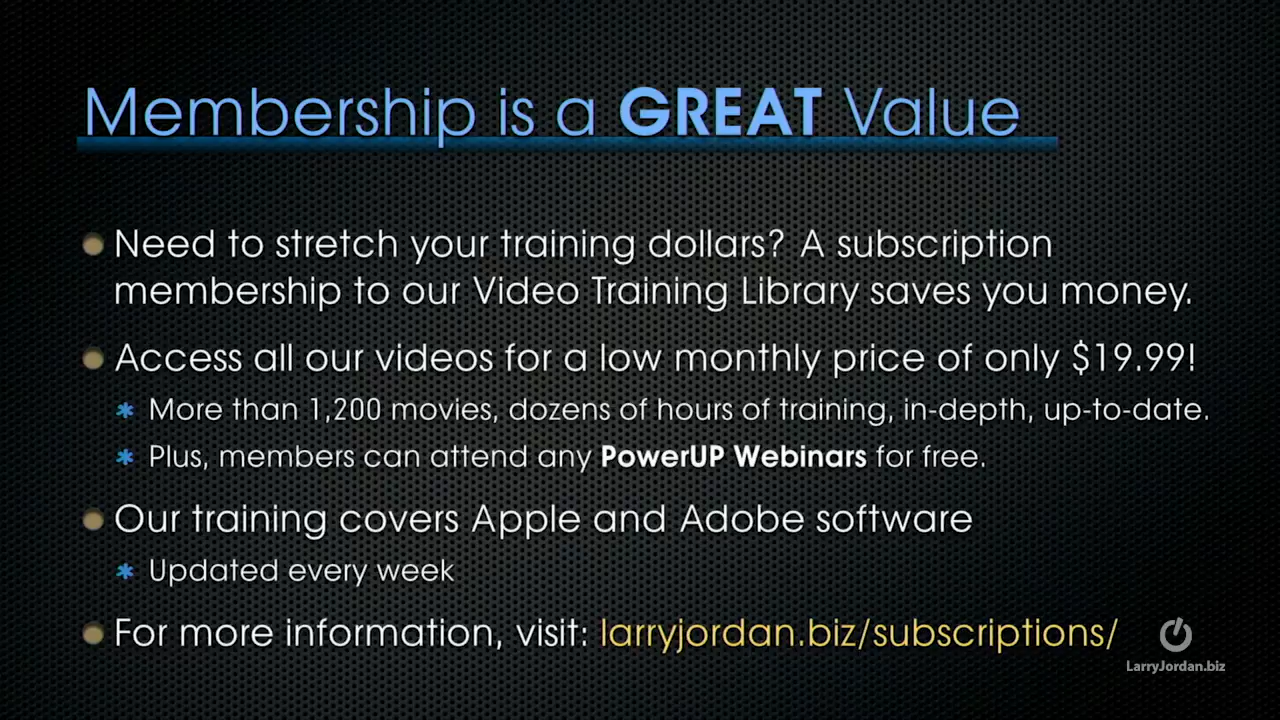 Membership is a GREAT Value
Need to stretch your training dollars? A subscription
membership to our Video Training Library saves you money.
Access all our videos for a low monthly price of only $19.99!
More than 1,200 movies, dozens of hours of training, in-depth, up-to-date.
Plus, members can attend any PowerUP Webinars for free.
Our training covers Apple and Adobe software
Updated every week
For more information, visit: larryjordan.biz/subscriptions/
LarryJordan.biz